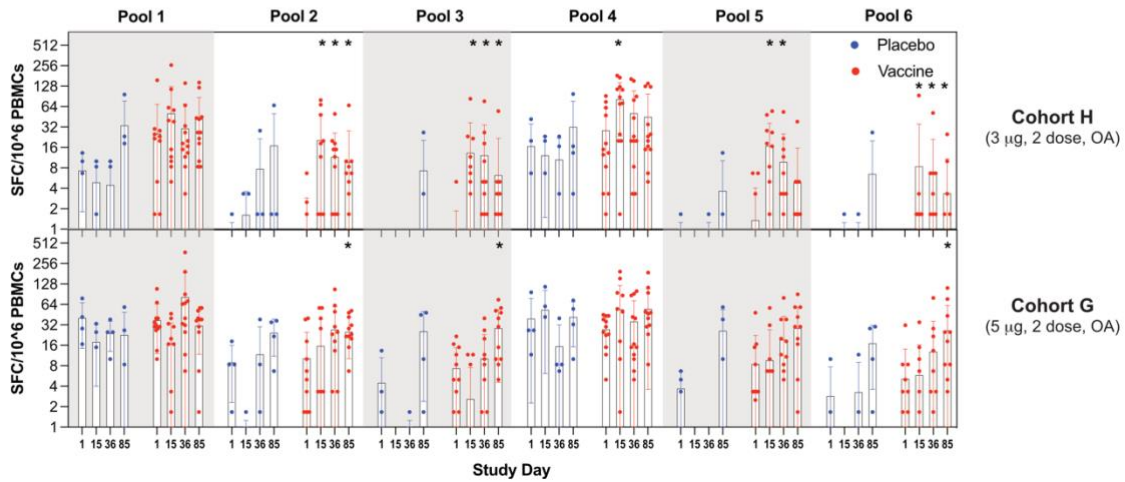 Pool 1 Pool 2 Pool 3 Pool 4 Pool 5 Pool 6
SFC/10^6 PBMCs
512
256
128
64
32
16
8
4
2
1
* * *
* * *
*
* *
* * *
Placebo
Vaccine
Cohort H
(3 μg, 2 dose, OA)
SFC/10^6 PBMCs
512
256
128
64
32
16
8
4
2
1
*
*
*
Cohort G
(5 μg, 2 dose, OA)
1 15 36 85 1 15 36 85 1 15 36 85 1 15 36 85 1 15 36 85 1 15 36 85 1 15 36 85 1 15 36 85 1 15 36 85 1 15 36 85 1 15 36 85 1 15 36 85
Study Day